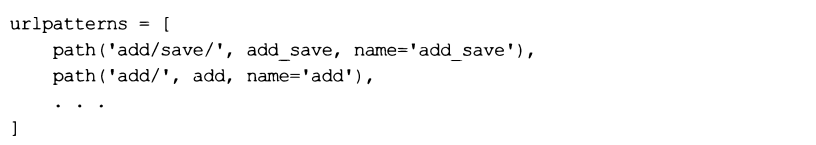 urlpatterns = [
    path('add/save/', add_save, name='add_save'),
    path('add/', add, name='add'),
    . . .
]